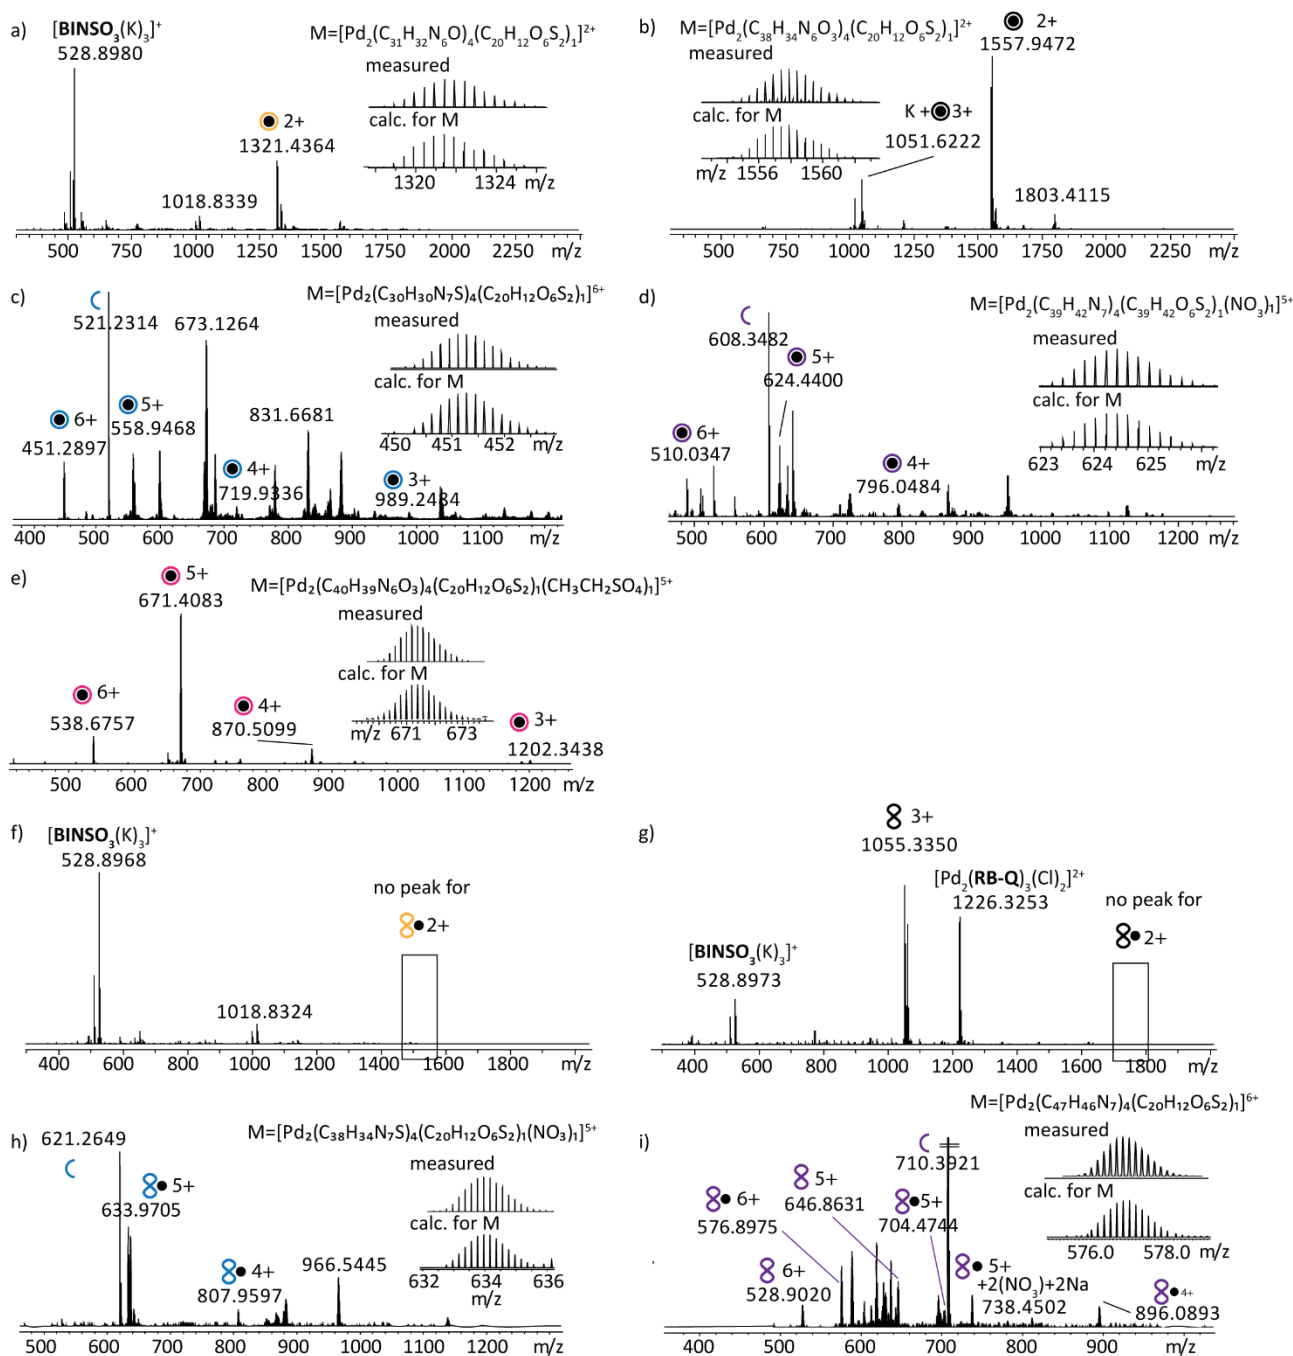 a)
[BINSO₃(K)₃]⁺
528.8980
M=[Pd₂(C₃₁H₃₂N₆O)₄(C₂₀H₁₂O₆S₂)₁]²⁺
measured
calc. for M
1320 1324 m/z
2+
1321.4364
1018.8339
500 1000 1500 2000 2500 m/z
b)
M=[Pd₂(C₃₈H₃₄N₆O₃)₄(C₂₀H₁₂O₆S₂)₁]²⁺
measured
calc. for M
m/z 1556 1560
2+
1557.9472
K + 3+
1051.6222
1803.4115
500 750 1000 1250 1500 1750 2000 2250 m/z
c)
521.2314
673.1264
M=[Pd₂(C₃₀H₃₀N₇S)₄(C₂₀H₁₂O₆S₂)₁]⁶⁺
measured
calc. for M
450 451 452 m/z
6+
451.2897
5+
558.9468
831.6681
4+
719.9336
3+
989.2484
400 500 600 700 800 900 1000 1100 m/z
d)
M=[Pd₂(C₃₉H₄₂N₇)₄(C₃₉H₄₂O₆S₂)₁(NO₃)₁]⁵⁺
measured
calc. for M
623 624 625 m/z
608.3482
5+
624.4400
6+
510.0347
4+
796.0484
500 600 700 800 900 1000 1100 1200 m/z
e)
5+
671.4083
M=[Pd₂(C₄₀H₃₉N₆O₃)₄(C₂₀H₁₂O₆S₂)₁(CH₃CH₂SO₄)₁]⁵⁺
measured
calc. for M
m/z 671 673
6+
538.6757
4+
870.5099
3+
1202.3438
500 600 700 800 900 1000 1100 1200 m/z
f)
[BINSO₃(K)₃]⁺
528.8968
no peak for
2+
1018.8324
400 600 800 1000 1200 1400 1600 1800 m/z
g)
3+
1055.3350
[Pd₂(RB-Q)₃(Cl)₂]²⁺
1226.3253
no peak for
2+
[BINSO₃(K)₃]⁺
528.8973
400 600 800 1000 1200 1400 1600 1800 m/z
h)
621.2649
M=[Pd₂(C₃₈H₃₄N₇S)₄(C₂₀H₁₂O₆S₂)₁(NO₃)₁]⁵⁺
measured
calc. for M
632 634 636
m/z
5+
633.9705
4+
807.9597
966.5445
600 800 1000 1200 m/z
i)
M=[Pd₂(C₄₇H₄₆N₇)₄(C₂₀H₁₂O₆S₂)₁]⁶⁺
measured
calc. for M
576.0 578.0 m/z
710.3921
5+
646.8631
6+
576.8975
5+
704.4744
6+
528.9020
5+
+2(NO₃)+2Na
738.4502
4+
896.0893
400 500 600 700 800 900 m/z